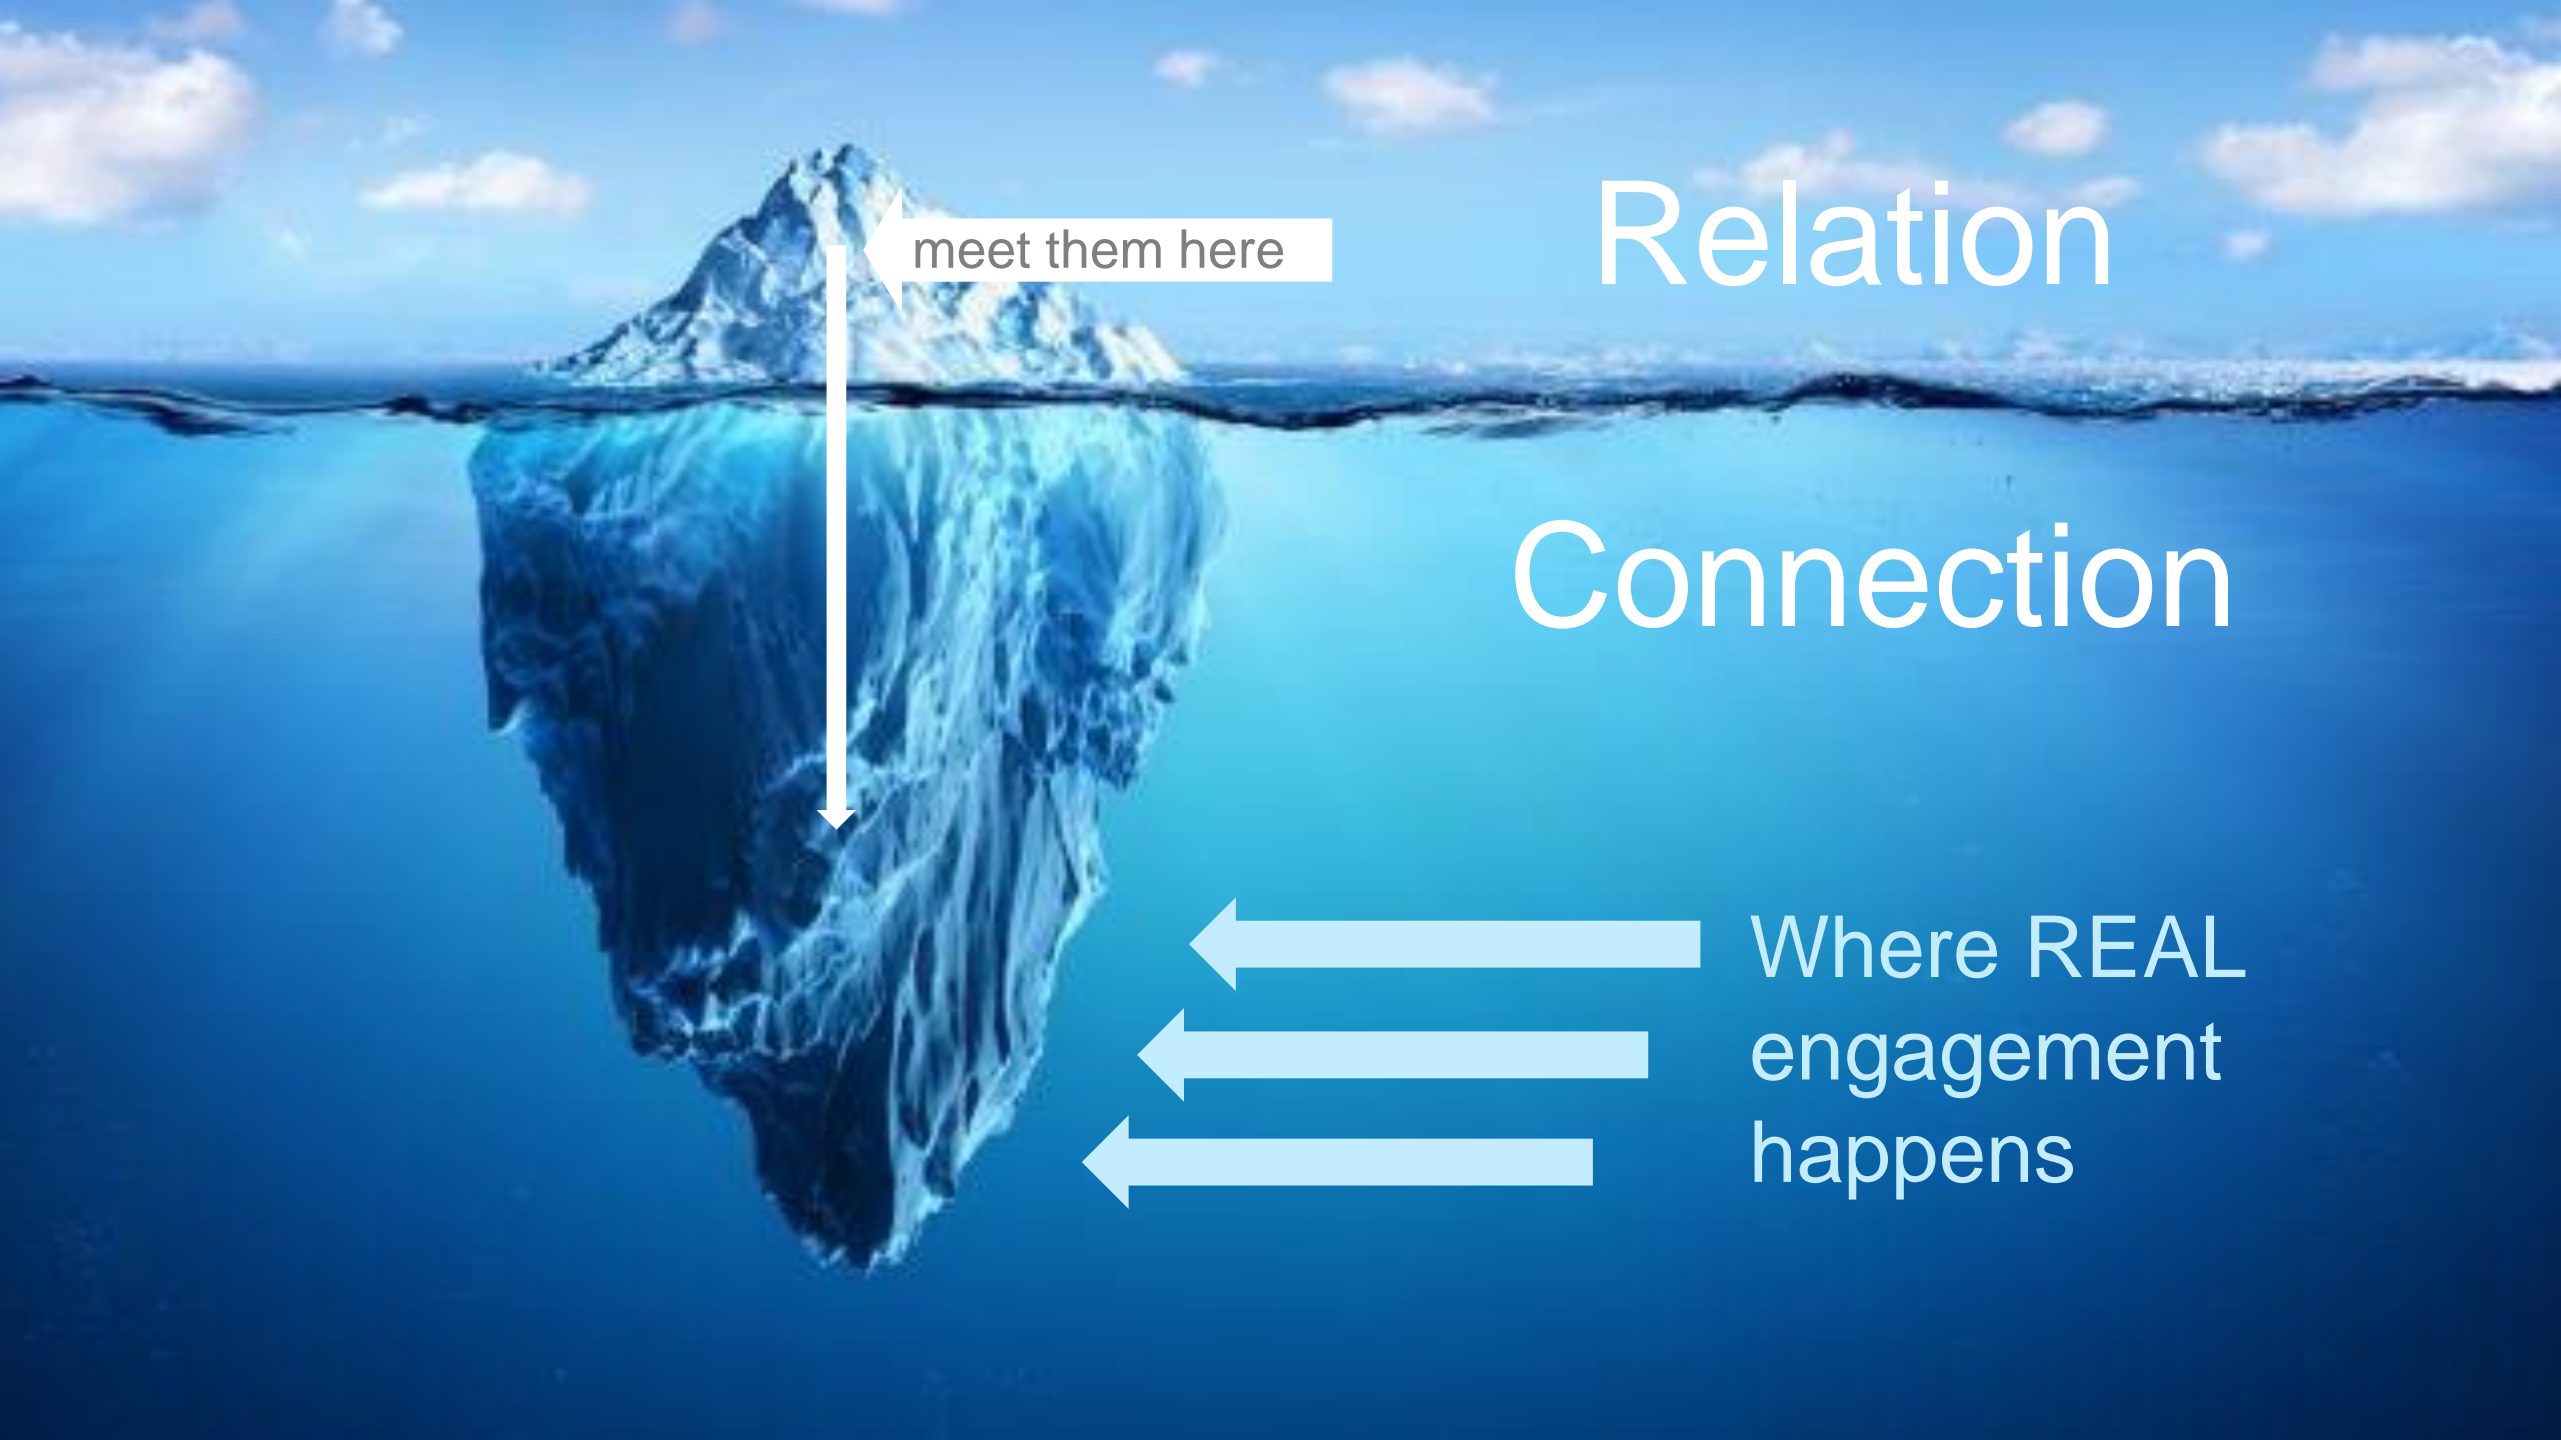 meet them here
Relation
Connection
Where REAL
engagement
happens